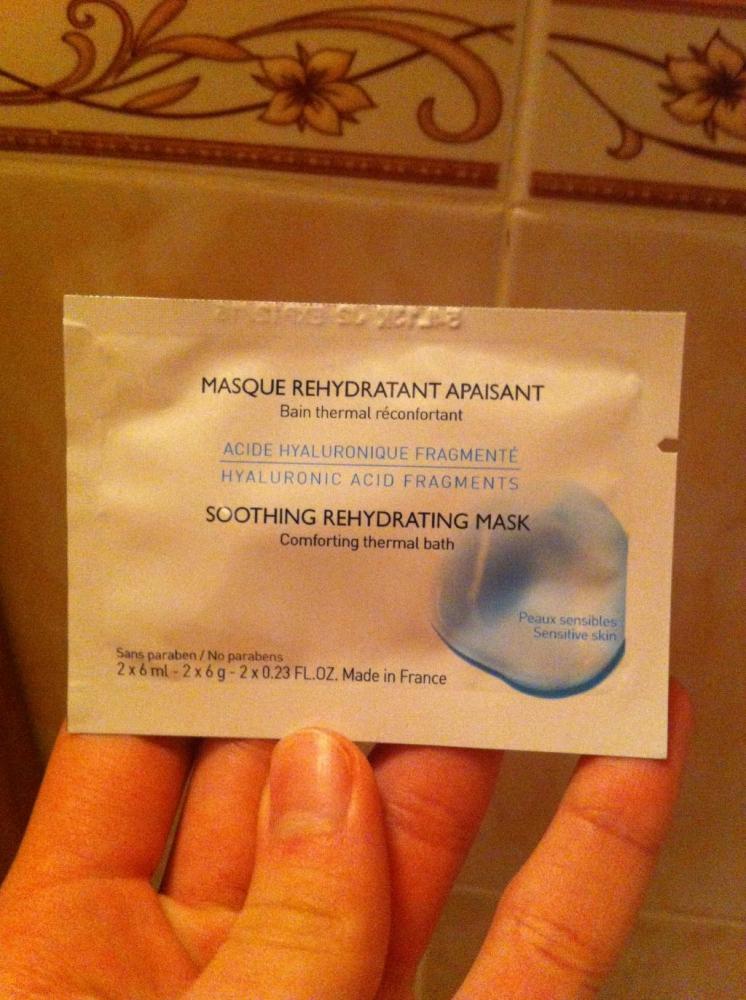 MASQUE REHYDRATANT APAISANT
Bain thermal réconfortant
ACIDE HYALURONIQUE FRAGMENTÉ
HYALURONIC ACID FRAGMENTS
SOOTHING REHYDRATING MASK
Comforting thermal bath
Peaux sensibles
Sensitive skin
Sans paraben / No parabens
2 x 6 ml - 2 x 6 g - 2 x 0.23 FL.OZ. Made in France